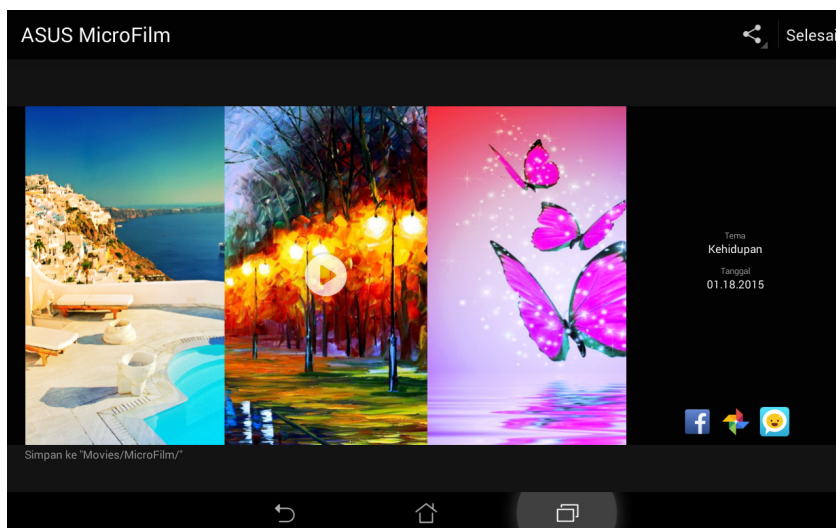 ASUS MicroFilm
Selesai
Tema
Kehidupan
Tanggal
01.18.2015
Simpan ke "Movies/MicroFilm/"